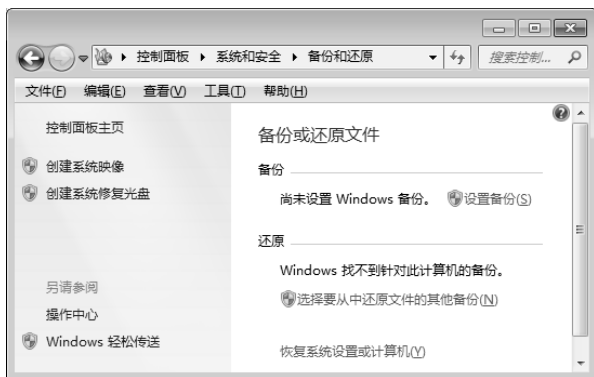 控制面板 系统和安全 备份和还原 搜索控制...
文件(F) 编辑(E) 查看(V) 工具(T) 帮助(H)
控制面板主页
创建系统映像
创建系统修复光盘
另请参阅
操作中心
Windows 轻松传送
备份或还原文件
备份
尚未设置 Windows 备份。 设置备份(S)
还原
Windows 找不到针对此计算机的备份。
选择要从中还原文件的其他备份(N)
恢复系统设置或计算机(Y)